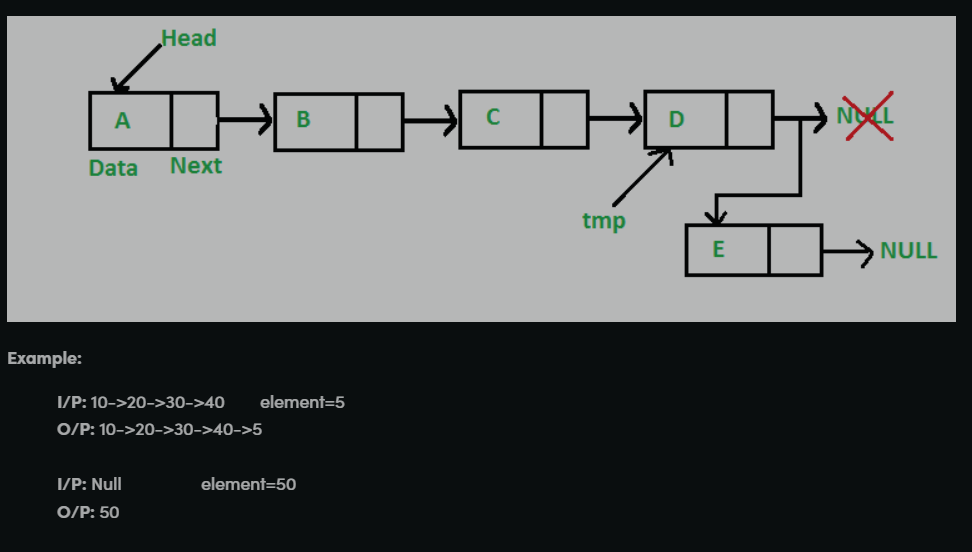 Head
A
B
C
D
NULL
Data
Next
tmp
E
NULL
Example:
I/P: 10->20->30->40 element=5
O/P: 10->20->30->40->5
I/P: Null element=50
O/P: 50